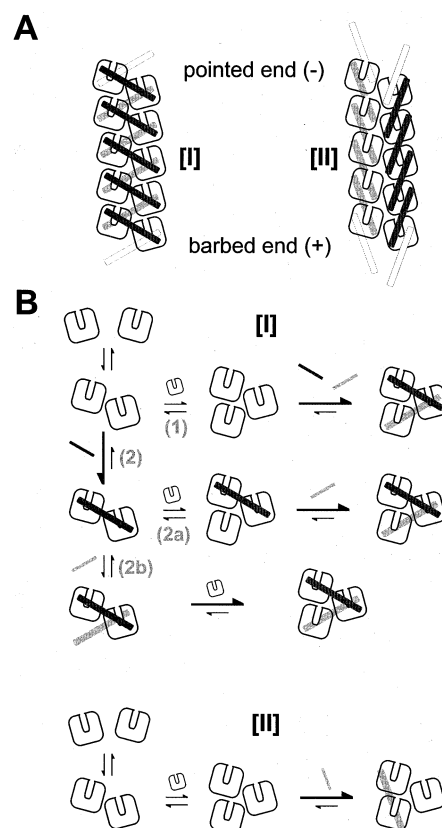 A
pointed end (-)
[I] [II]
barbed end (+)
B
[I]
(1)
(2)
(2a)
(2b)
[II]